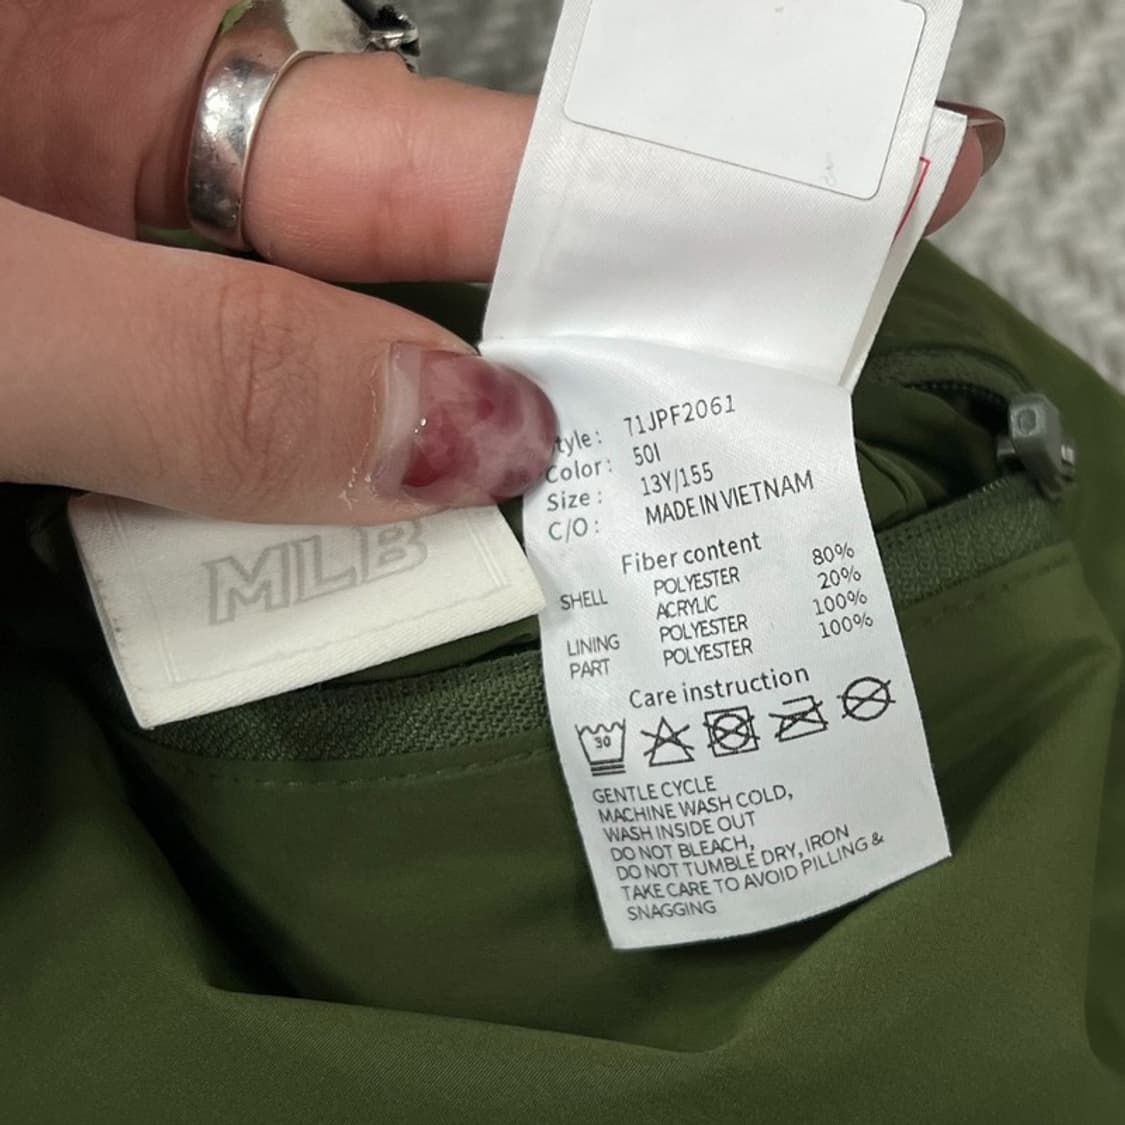 tyle: 71JPF2061
Color: 50I
Size: 13Y/155
C/O: MADE IN VIETNAM
Fiber content
SHELL POLYESTER 80%
ACRYLIC 20%
LINING POLYESTER 100%
PART POLYESTER 100%
Care instruction
30
GENTLE CYCLE
MACHINE WASH COLD,
WASH INSIDE OUT
DO NOT BLEACH,
DO NOT TUMBLE DRY, IRON
TAKE CARE TO AVOID PILLING &
SNAGGING
MLB